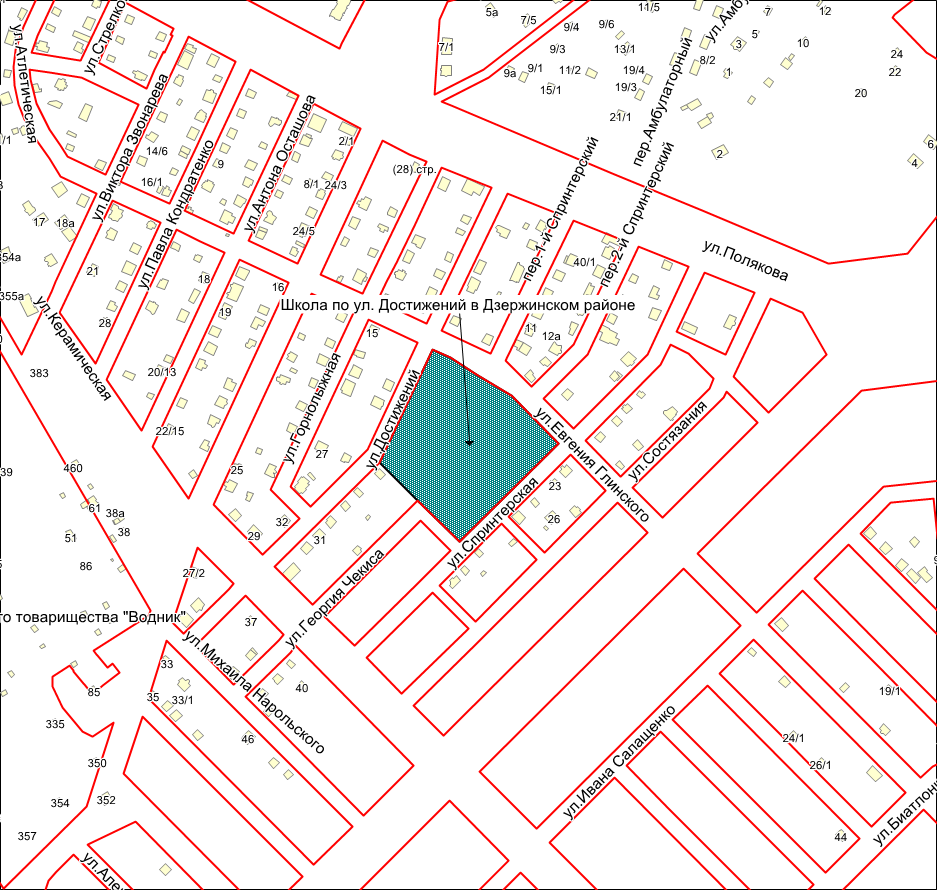 5а
7/5
9/4
9/6
11/5
ул.Амбу
7
12
5
10
3
7/1
9/3
13/1
8/2
24
ул.Атлетическая
ул.Стрелко
9а
9/1
11/2
19/4
1
22
15/1
19/3
20
21/1
пер.Амбулаторный
/1
ул.Виктора Звонарева
14/6
16/1
9
ул.Павла Кондратенко
ул.Антона Осташова
2/1
8/1
24/3
(28) стр.
2
4
6
17
18а
24/5
пер.1-й Спринтерский
пер.2-й Спринтерский
ул.Полякова
354а
21
18
16
40/1
355а
ул.Керамическая
28
19
Школа по ул. Достижений в Дзержинском районе
15
11
12а
383
20/13
ул.Горнолыжная
ул.Достижений
22/15
ул.Евгения Глинского
ул.Состязания
39
460
25
27
23
61
38а
32
26
51
38
29
31
ул.Спринтерская
86
27/2
ул.Георгия Чекиса
го товарищества "Водник"
37
ул.Михаила Нарольского
33
85
35
33/1
40
19/1
335
46
ул.Ивана Салащенко
24/1
350
26/1
354
352
ул.Биатлон
357
44
ул.Але